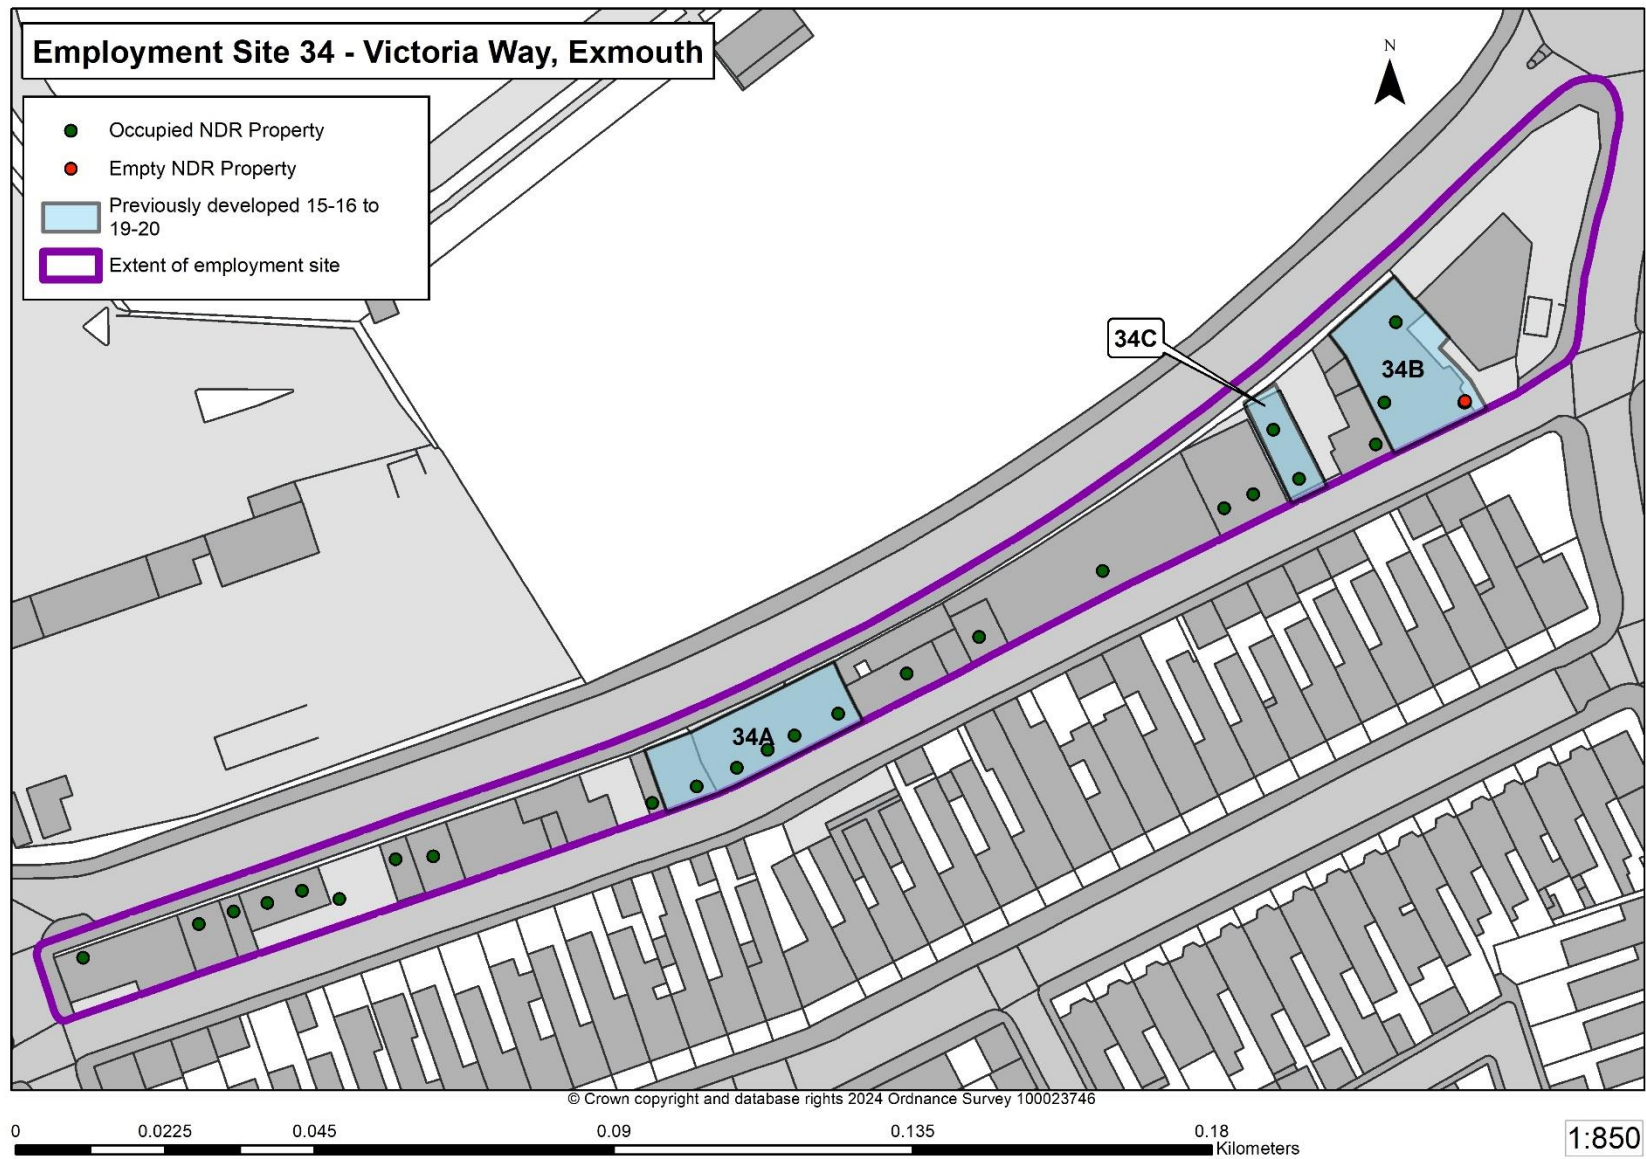 Employment Site 34 - Victoria Way, Exmouth
N
Occupied NDR Property
Empty NDR Property
Previously developed 15-16 to
19-20
Extent of employment site
34C
34B
34A
© Crown copyright and database rights 2024 Ordnance Survey 100023746
0 0.0225 0.045 0.09 0.135 0.18
Kilometers
1:850